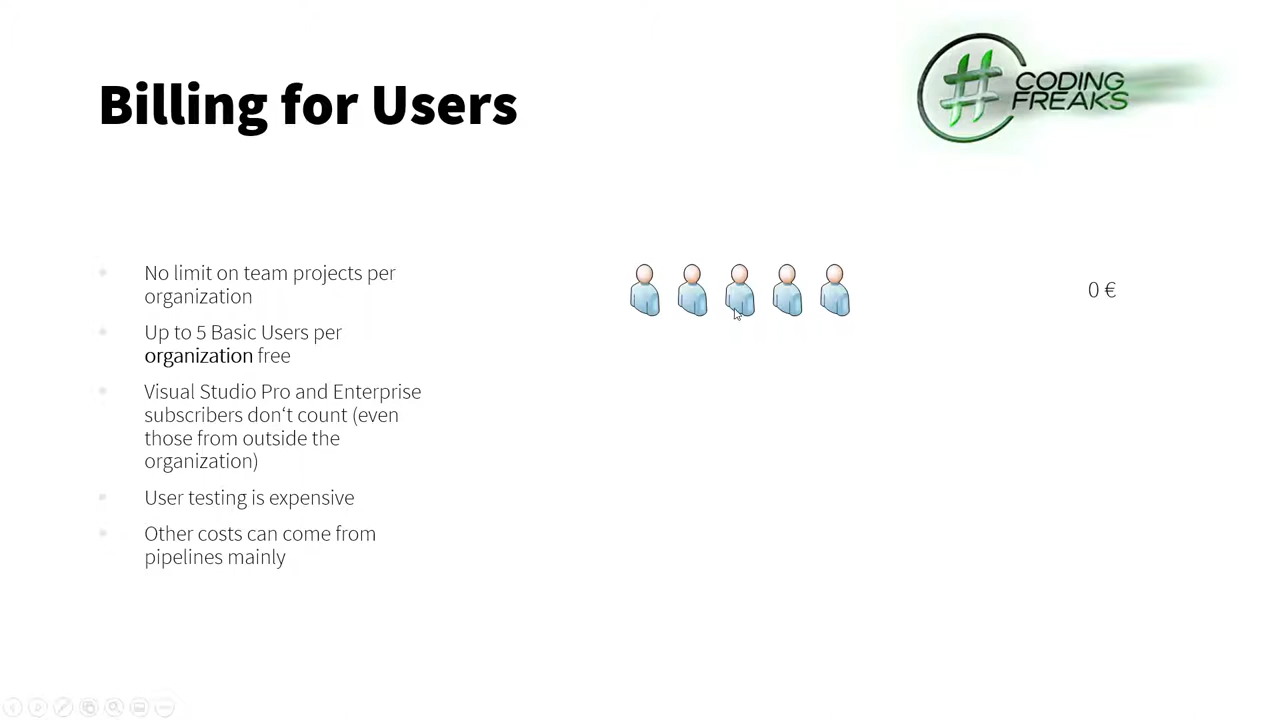 Billing for Users
# CODING
FREAKS
No limit on team projects per
organization
Up to 5 Basic Users per
organization free
Visual Studio Pro and Enterprise
subscribers don‘t count (even
those from outside the
organization)
User testing is expensive
Other costs can come from
pipelines mainly
0 €